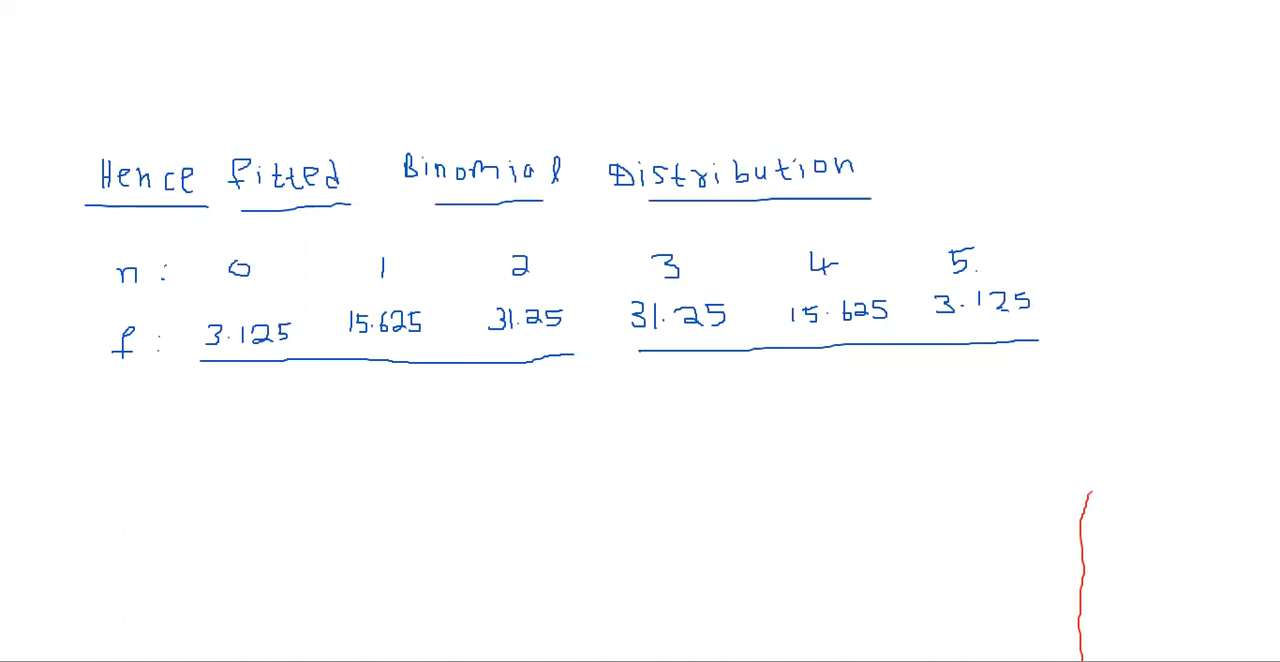 Hence fitted Binomial Distribution
n : 0 1 2 3 4 5.
f : 3.125 15.625 31.25 31.25 15.625 3.125